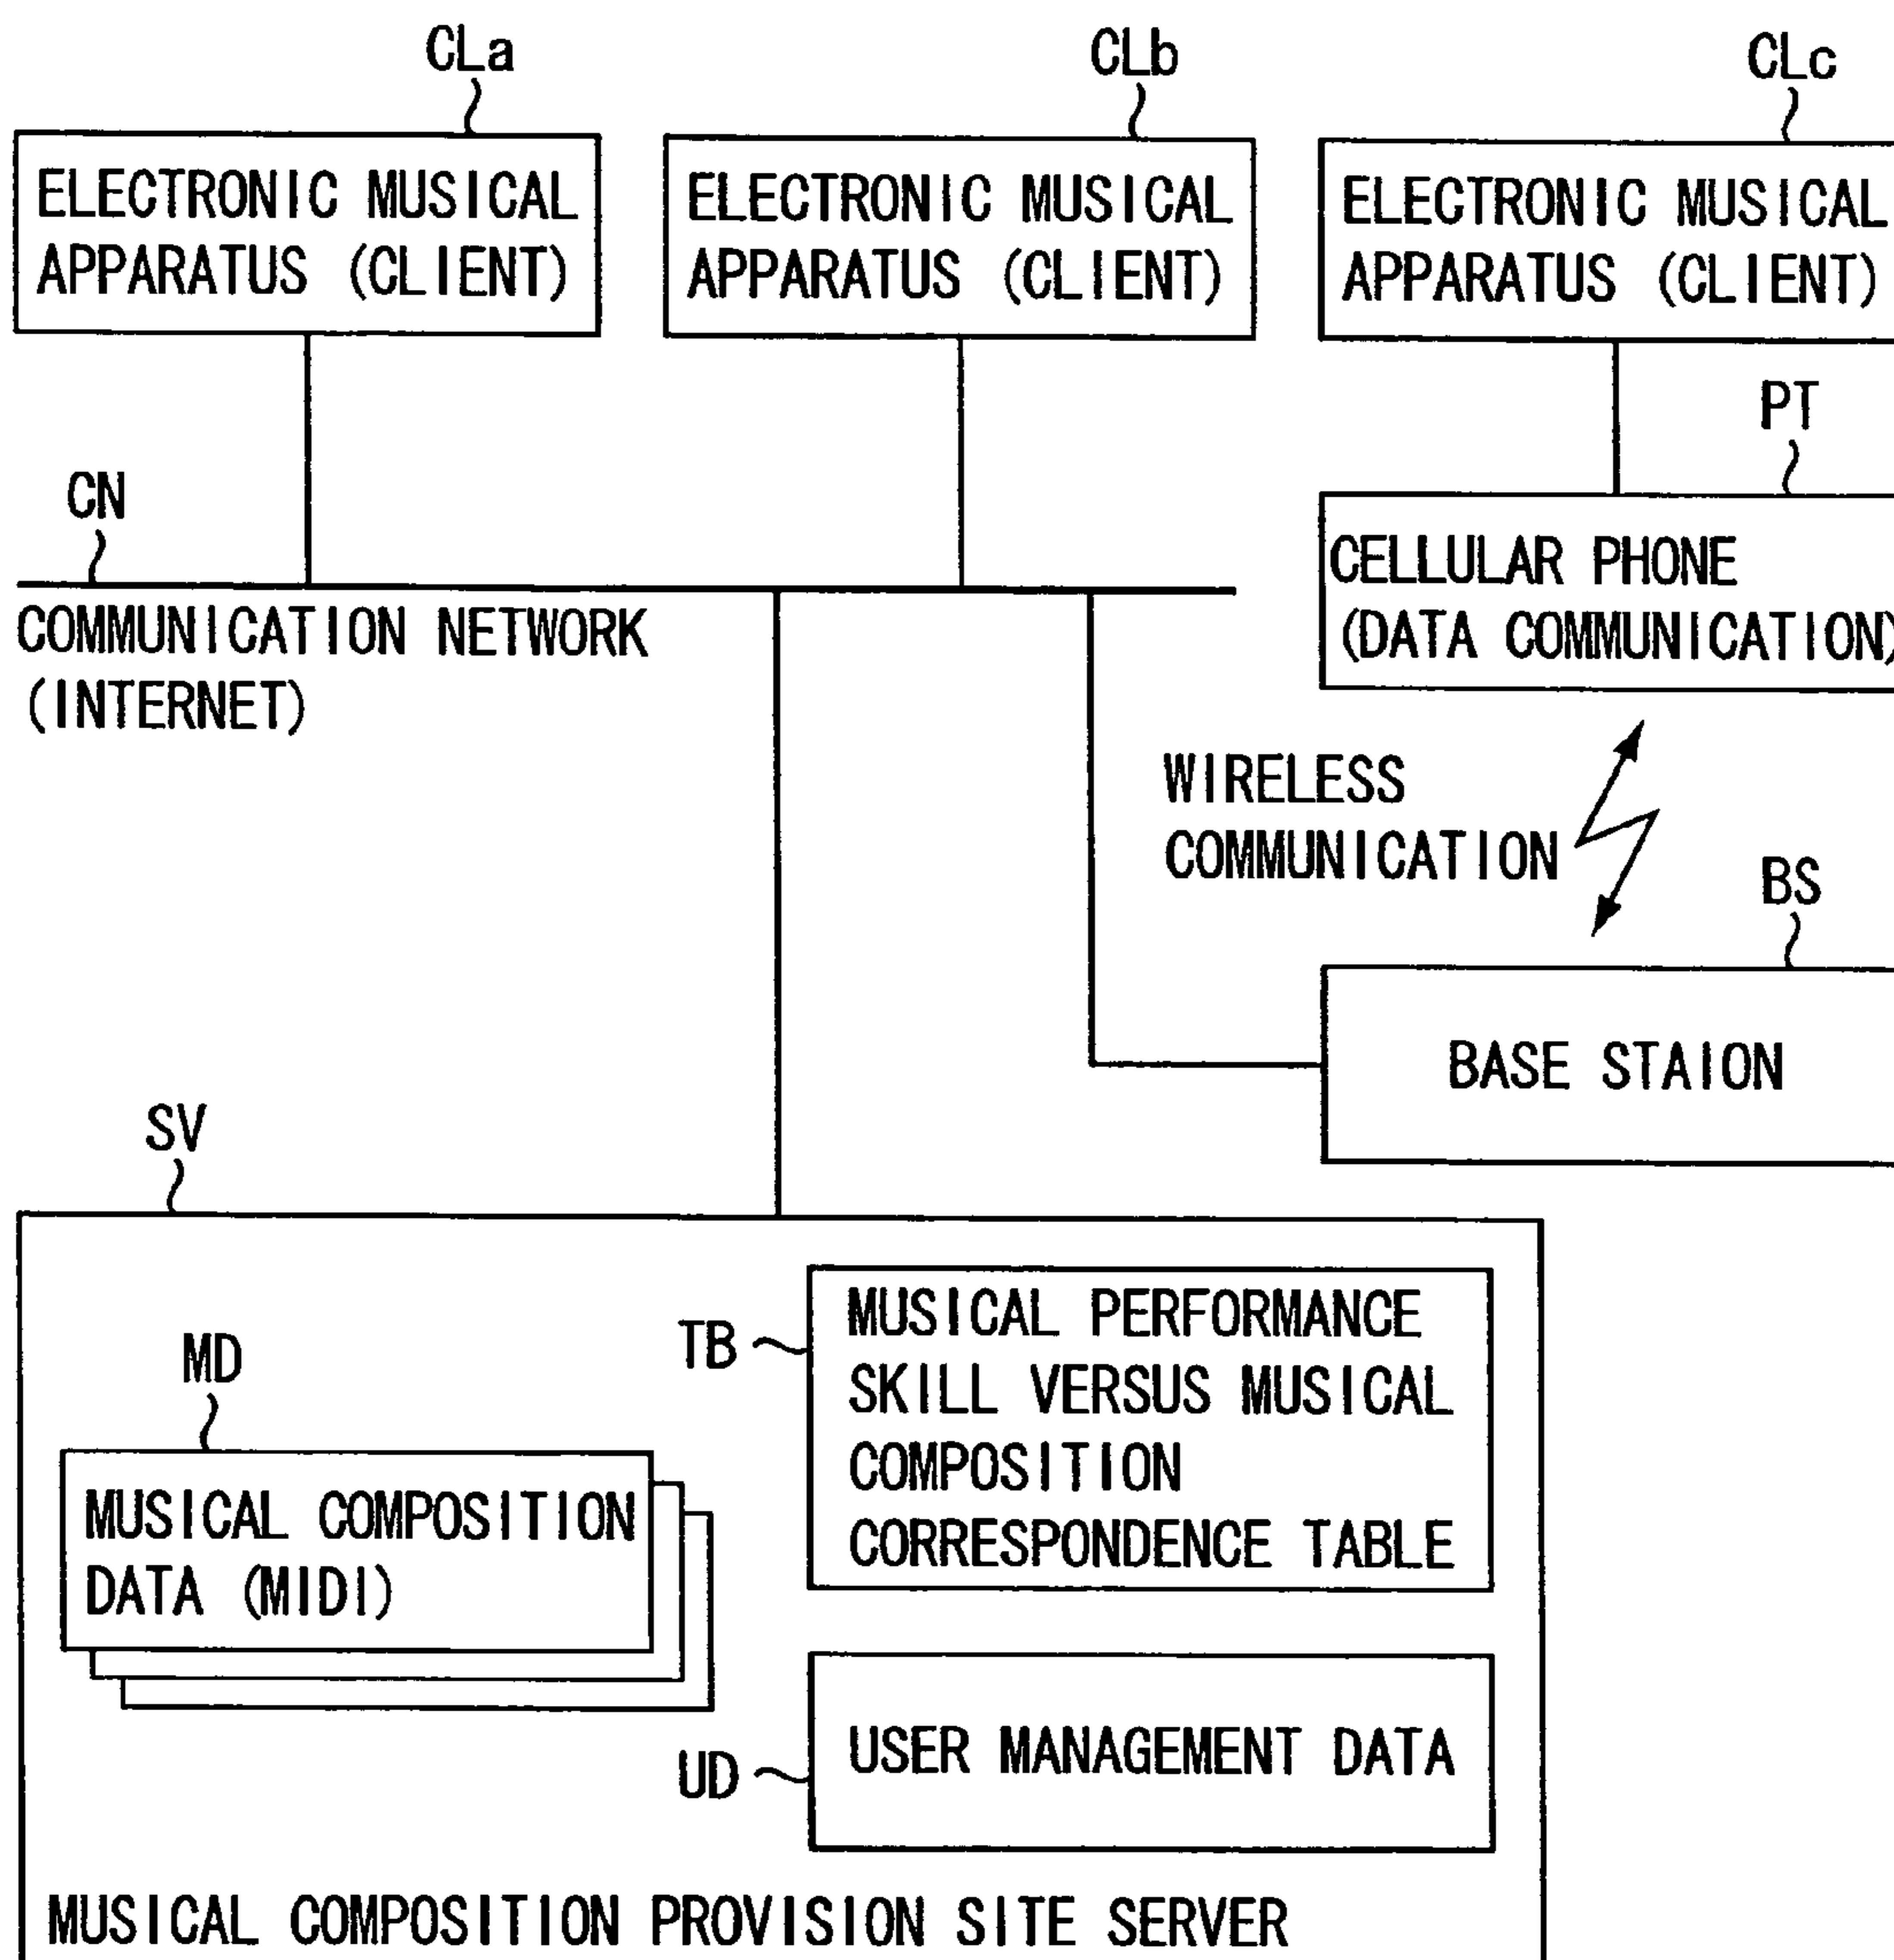 CLa
CLb
CLc
ELECTRONIC MUSICAL
APPARATUS (CLIENT)
ELECTRONIC MUSICAL
APPARATUS (CLIENT)
ELECTRONIC MUSICAL
APPARATUS (CLIENT)
PT
CN
CELLULAR PHONE
(DATA COMMUNICATION)
COMMUNICATION NETWORK
(INTERNET)
WIRELESS
COMMUNICATION
BS
BASE STAION
SV
TB
MUSICAL PERFORMANCE
SKILL VERSUS MUSICAL
COMPOSITION
CORRESPONDENCE TABLE
MD
MUSICAL COMPOSITION
DATA (MIDI)
UD
USER MANAGEMENT DATA
MUSICAL COMPOSITION PROVISION SITE SERVER